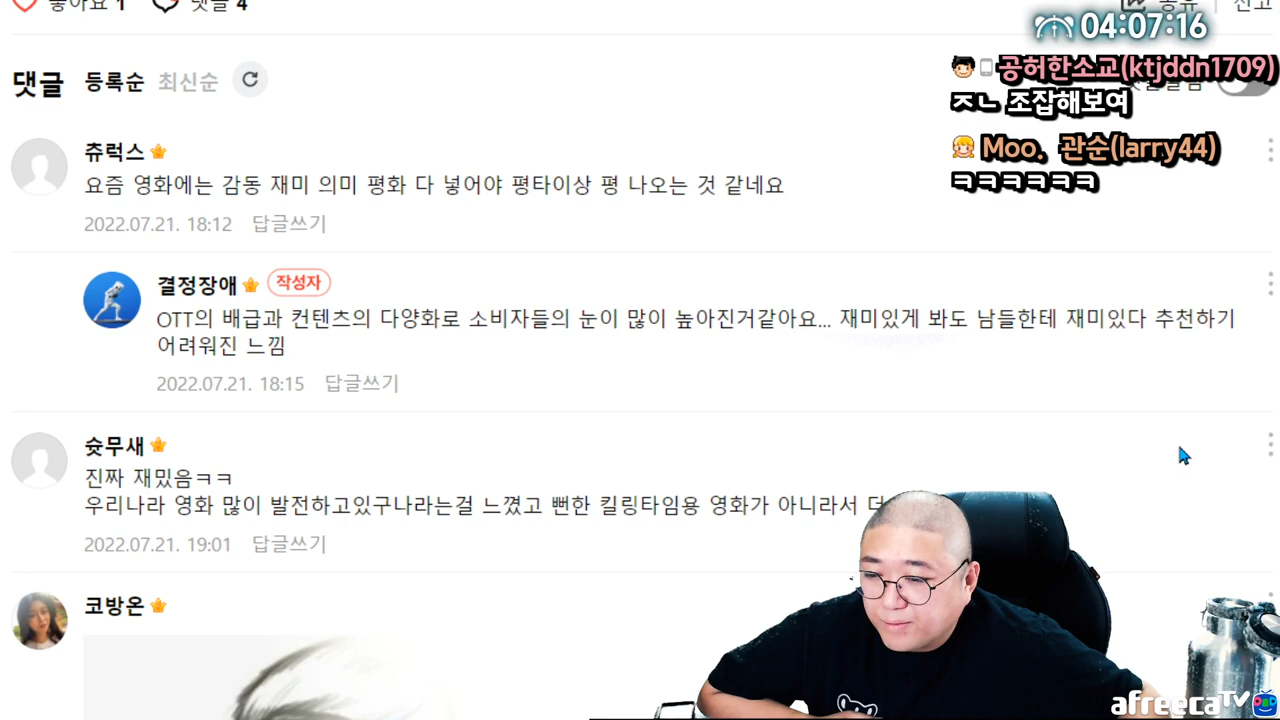 좋아요 1 댓글 4 공유 신고
04:07:16
댓글 등록순 최신순
공허한소교(ktjddn1709)
ㅈㄴ 조잡해보여
Moo. 관순(larry44)
ㅋㅋㅋㅋㅋㅋ
츄럭스
요즘 영화에는 감동 재미 의미 평화 다 넣어야 평타이상 평 나오는 것 같네요
2022.07.21. 18:12 답글쓰기
결정장애 작성자
OTT의 배급과 컨텐츠의 다양화로 소비자들의 눈이 많이 높아진거같아요... 재미있게 봐도 남들한테 재미있다 추천하기
어려워진 느낌
2022.07.21. 18:15 답글쓰기
슛무새
진짜 재밌음ㅋㅋ
우리나라 영화 많이 발전하고있구나라는걸 느꼈고 뻔한 킬링타임용 영화가 아니라서 더
2022.07.21. 19:01 답글쓰기
코방온
afreecaTV